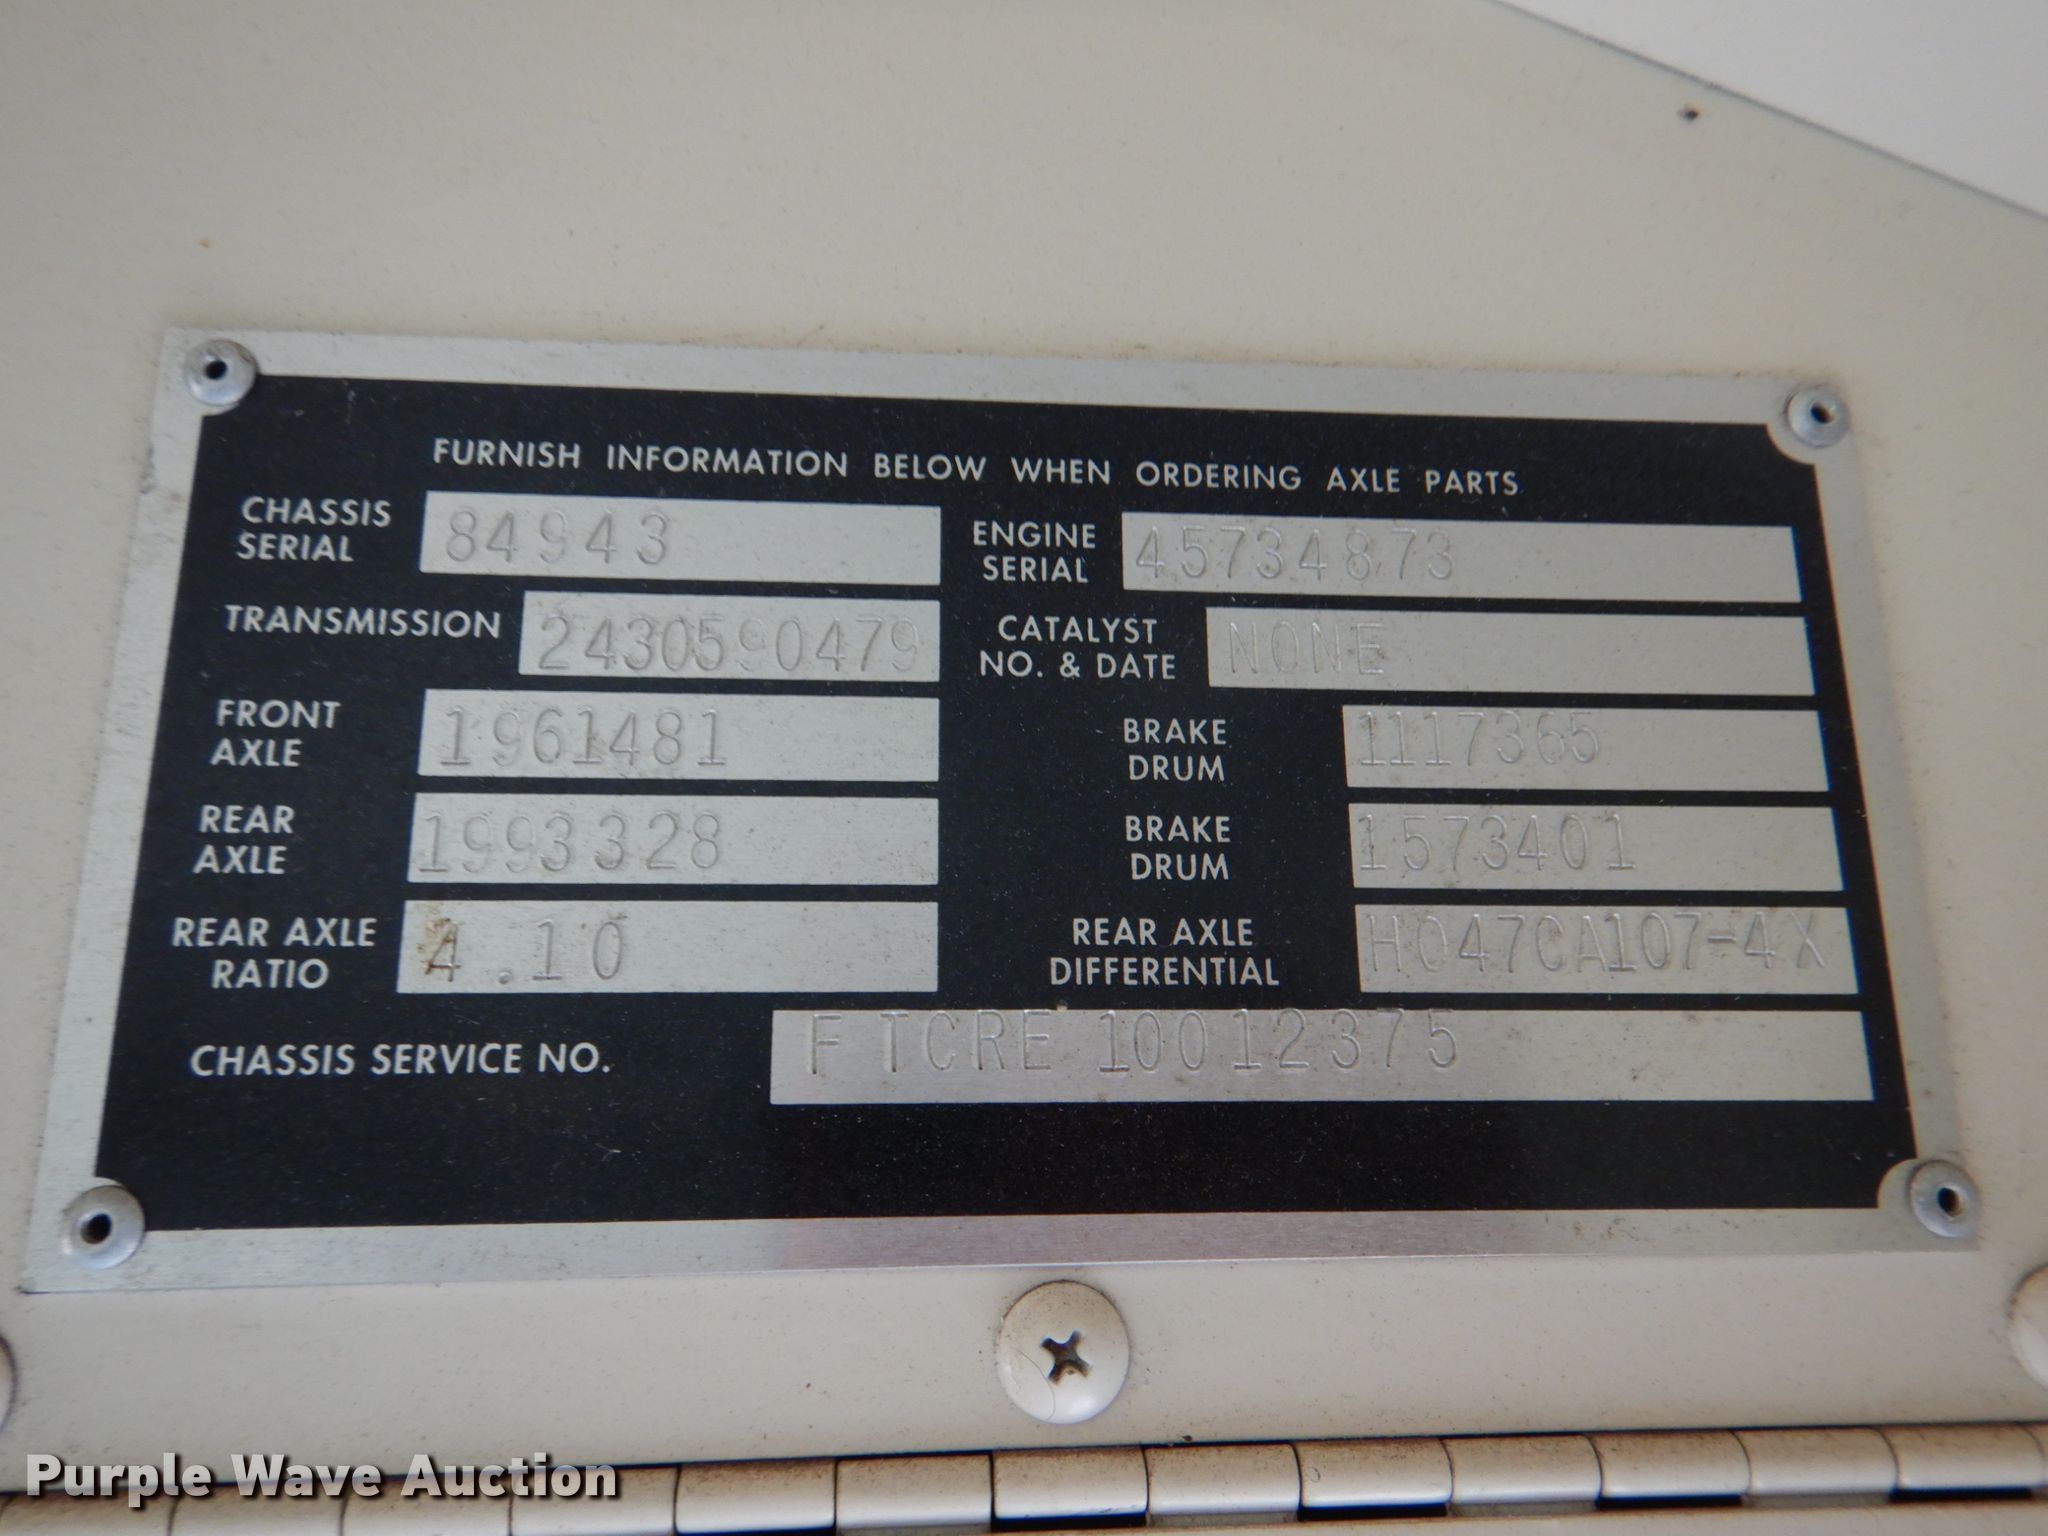 FURNISH INFORMATION BELOW WHEN ORDERING AXLE PARTS
CHASSIS SERIAL 84943
ENGINE SERIAL 45734873
TRANSMISSION 2430590479
CATALYST NO. & DATE NONE
FRONT AXLE 1961481
BRAKE DRUM 1117365
REAR AXLE 1993328
BRAKE DRUM 1573401
REAR AXLE RATIO 4.10
REAR AXLE DIFFERENTIAL H047CA107-4X
CHASSIS SERVICE NO. FTCRE 10012375
Purple Wave Auction